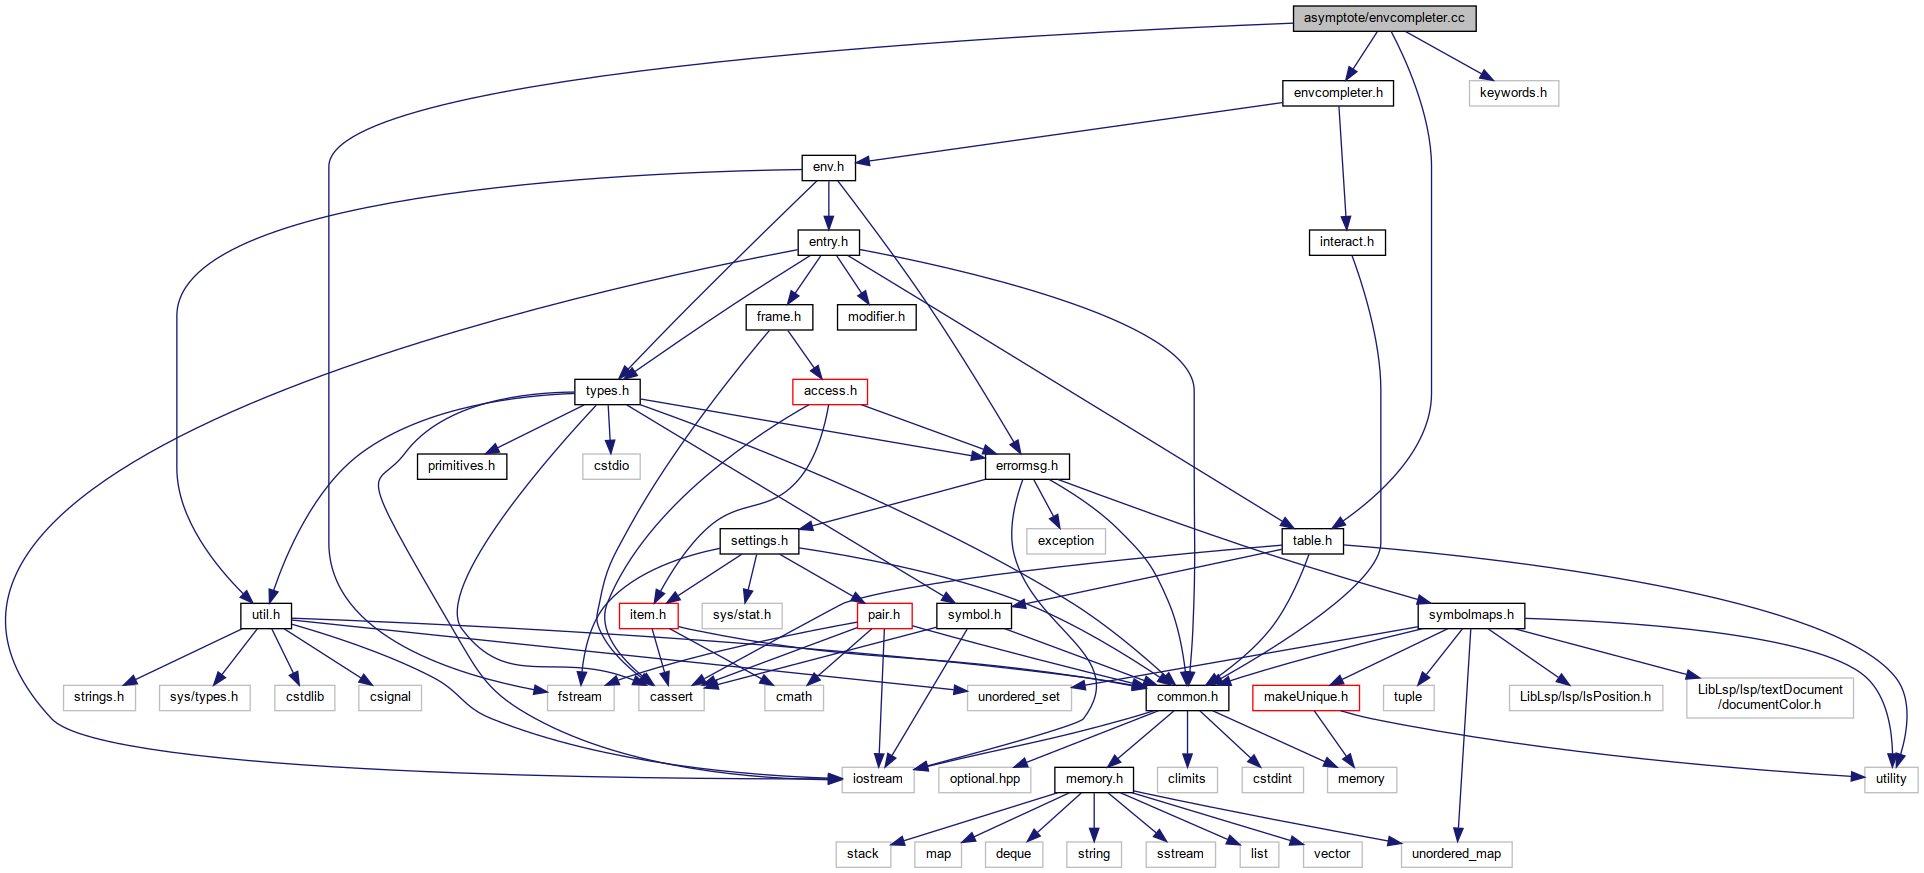 asymptote/envcompleter.cc
envcompleter.h
keywords.h
env.h
entry.h
interact.h
frame.h
modifier.h
types.h
access.h
primitives.h
cstdio
errormsg.h
settings.h
exception
table.h
util.h
item.h
sys/stat.h
pair.h
symbol.h
symbolmaps.h
strings.h
sys/types.h
cstdlib
csignal
fstream
cassert
cmath
unordered_set
common.h
makeUnique.h
tuple
LibLsp/lsp/lsPosition.h
LibLsp/lsp/textDocument
/documentColor.h
iostream
optional.hpp
memory.h
climits
cstdint
memory
utility
stack
map
deque
string
sstream
list
vector
unordered_map